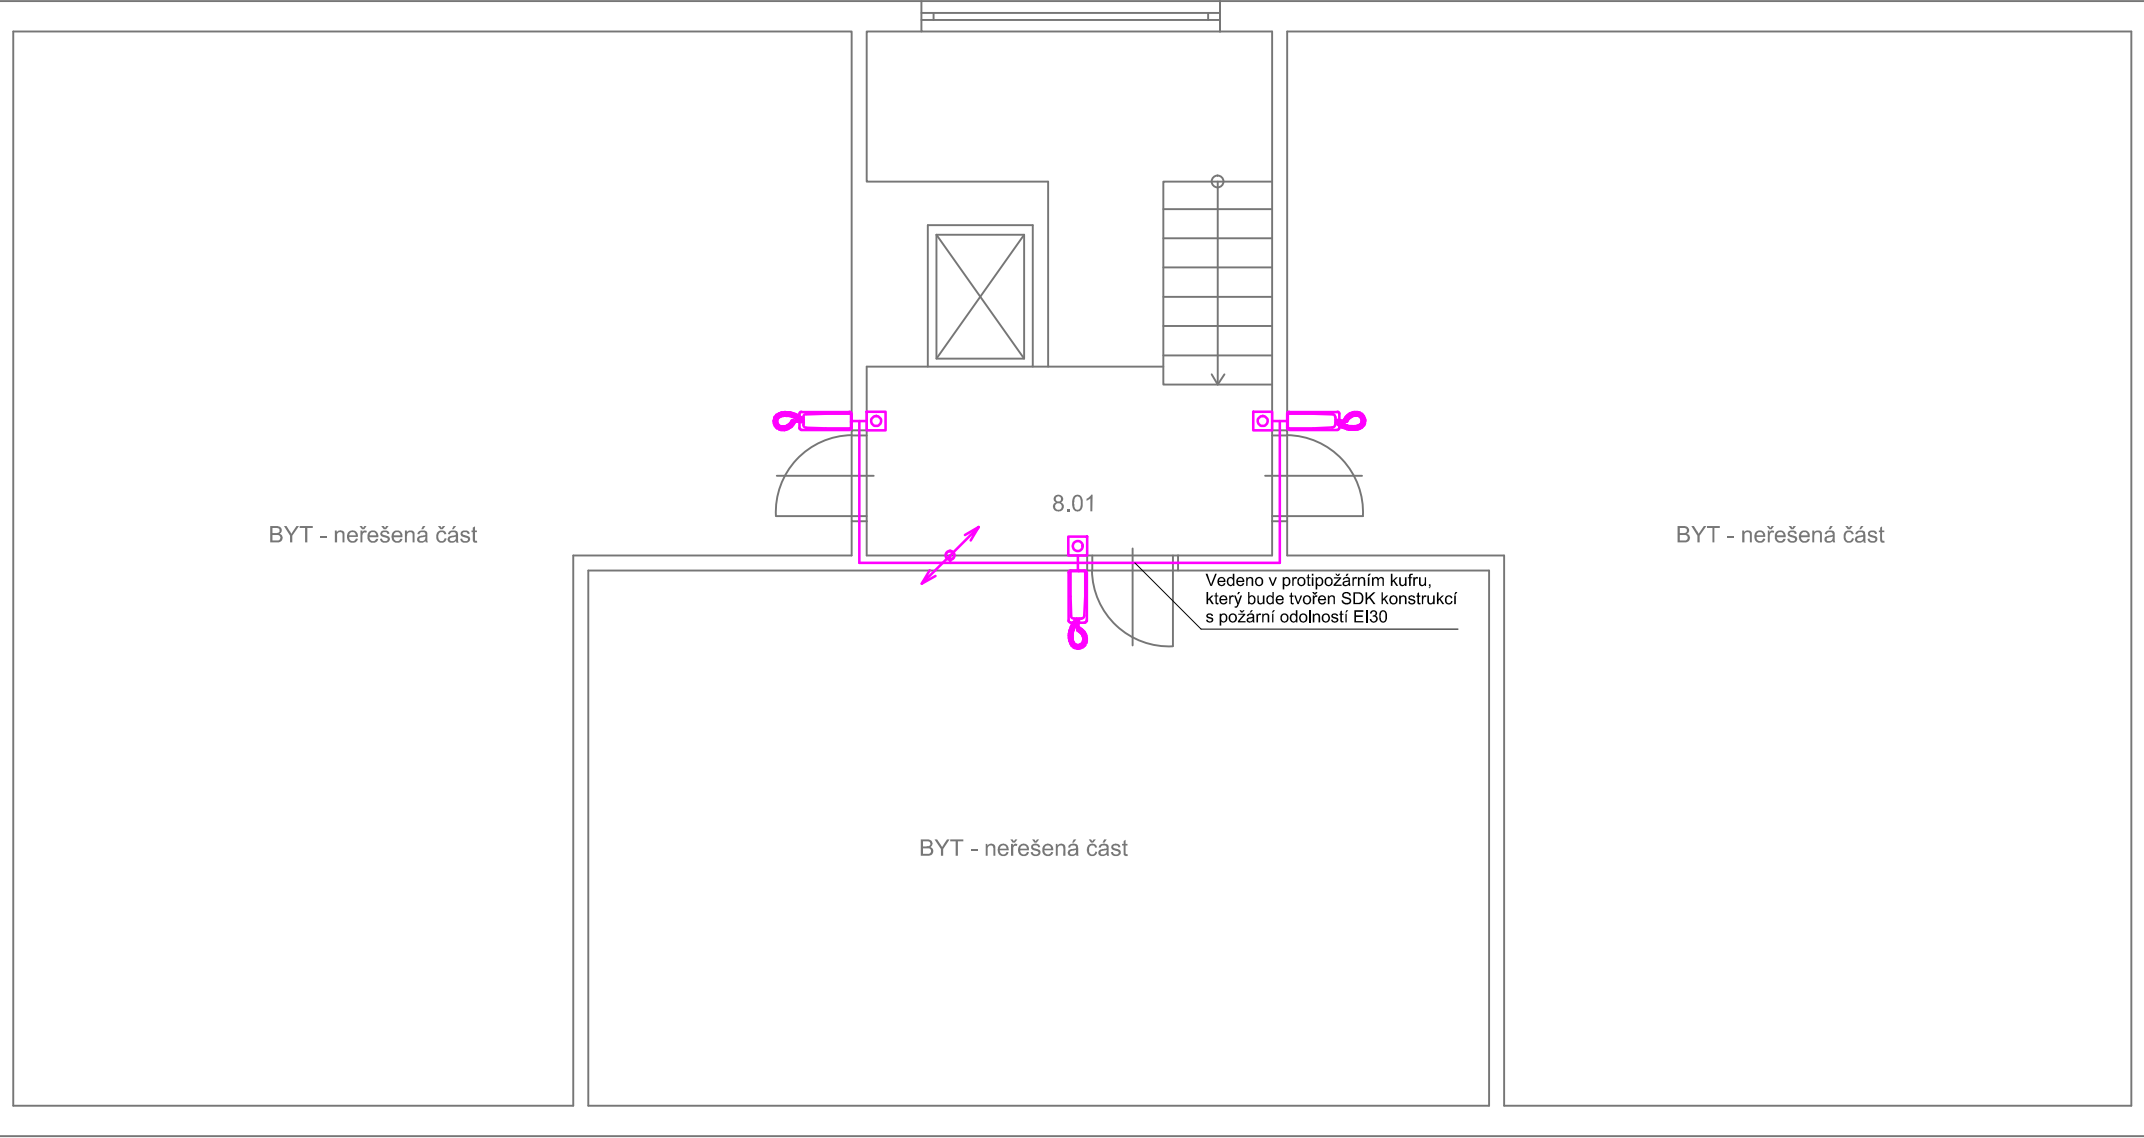 8.01
BYT - neřešená část
BYT - neřešená část
Vedeno v protipožárním kufru,
který bude tvořen SDK konstrukcí
s požární odolností EI30
BYT - neřešená část